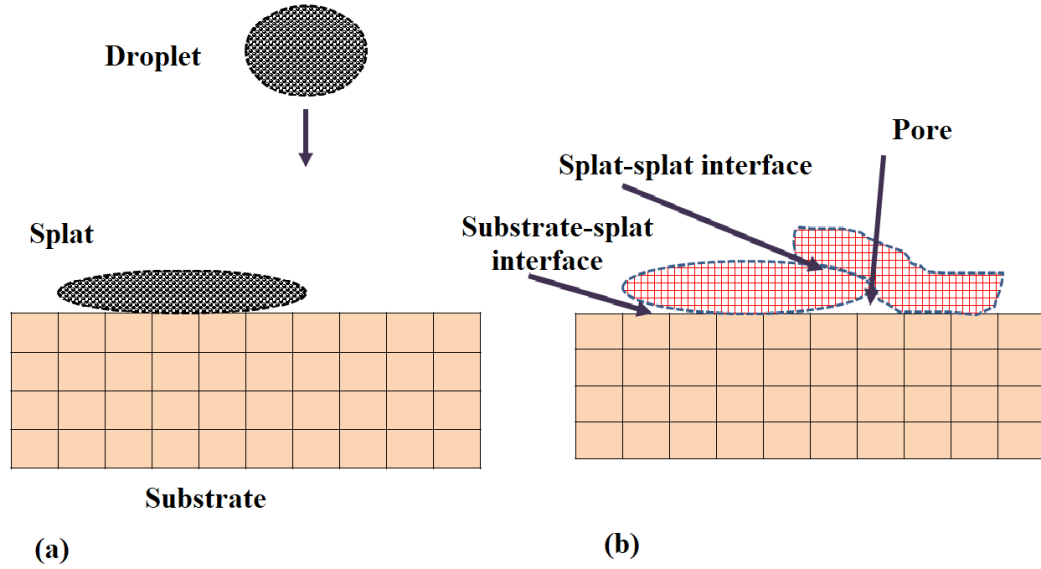 Droplet
Splat
Substrate
(a)
Pore
Splat-splat interface
Substrate-splat
interface
(b)